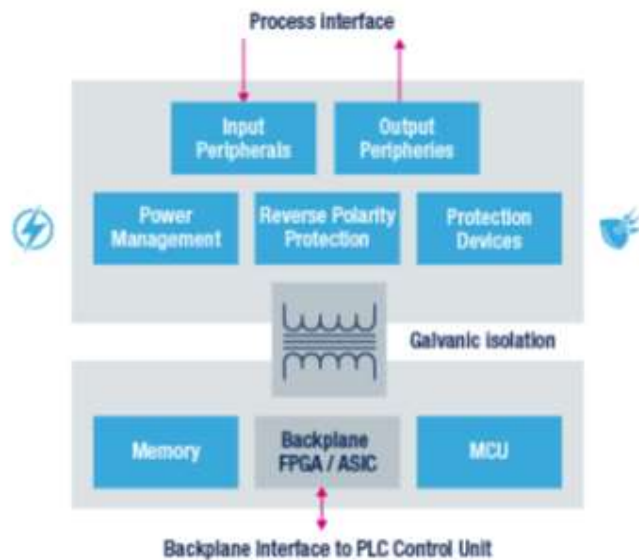 Process interface
Input
Peripherals
Output
Peripheries
Power
Management
Reverse Polarity
Protection
Protection
Devices
Galvanic isolation
Memory
Backplane
FPGA / ASIC
MCU
Backplane Interface to PLC Control Unit